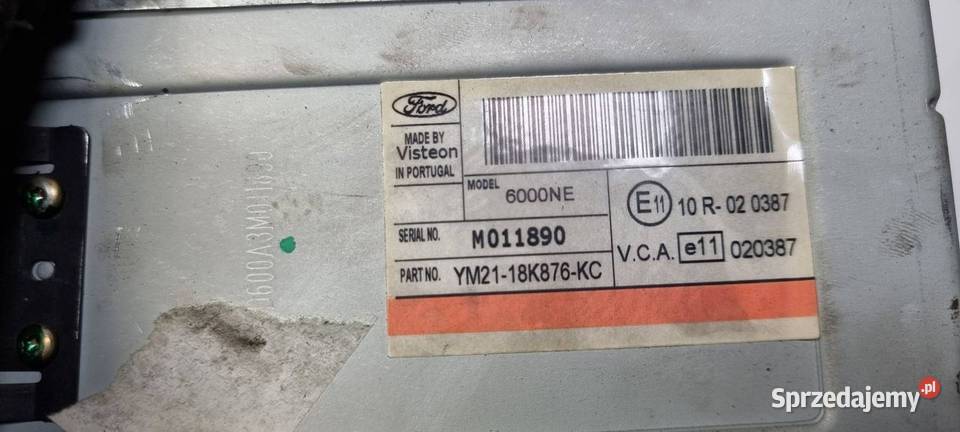 Ford
MADE BY
Visteon
IN PORTUGAL
MODEL
6000NE
SERIAL NO.
M011890
PART NO.
YM21-18K876-KC
E11 10 R- 02 0387
V.C.A. e11 020387
Sprzedajemy.pl